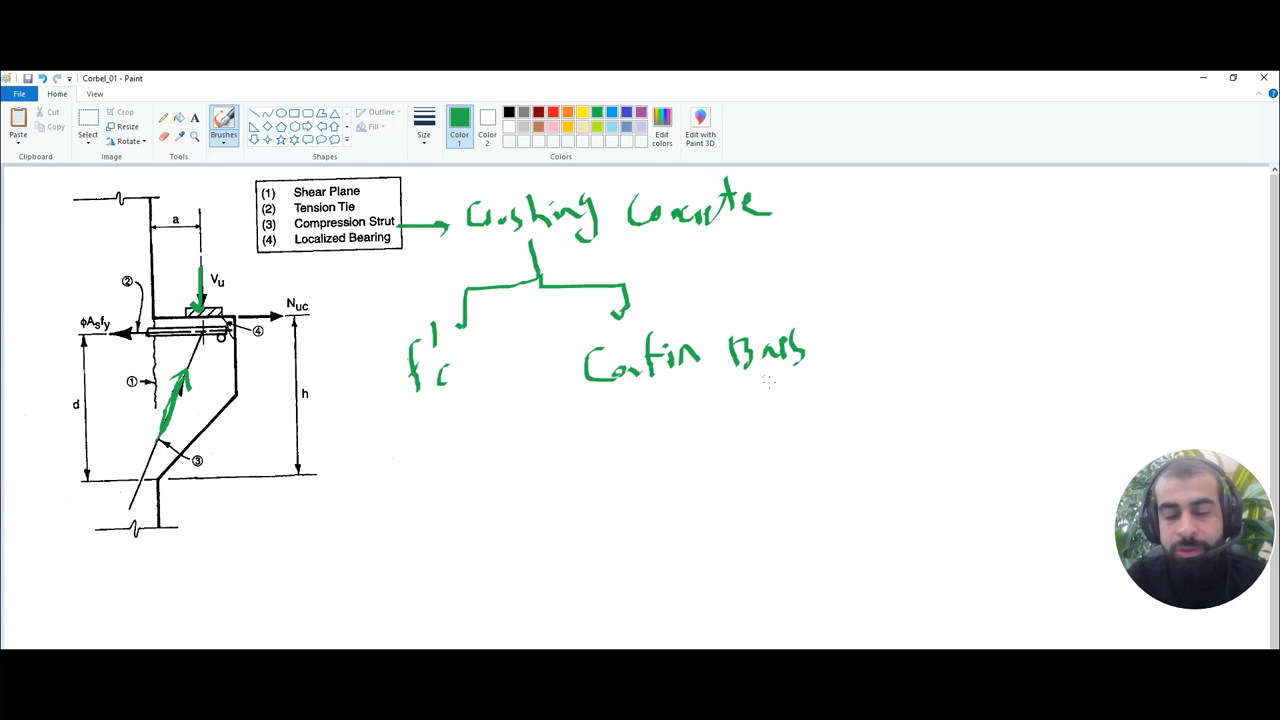 Corbel_01 - Paint
File Home View
Paste
Cut
Copy
Clipboard
Select
Crop
Resize
Rotate
Image
A
Tools
Brushes
Outline
Fill
Shapes
Size
Color 1
Color 2
Edit colors
Colors
Edit with Paint 3D
(1) Shear Plane
(2) Tension Tie
(3) Compression Strut
(4) Localized Bearing
Crushing Concrete
f'c
Confin Bars
a
Vu
2
Nuc
ϕAsfy
4
1
d
h
3